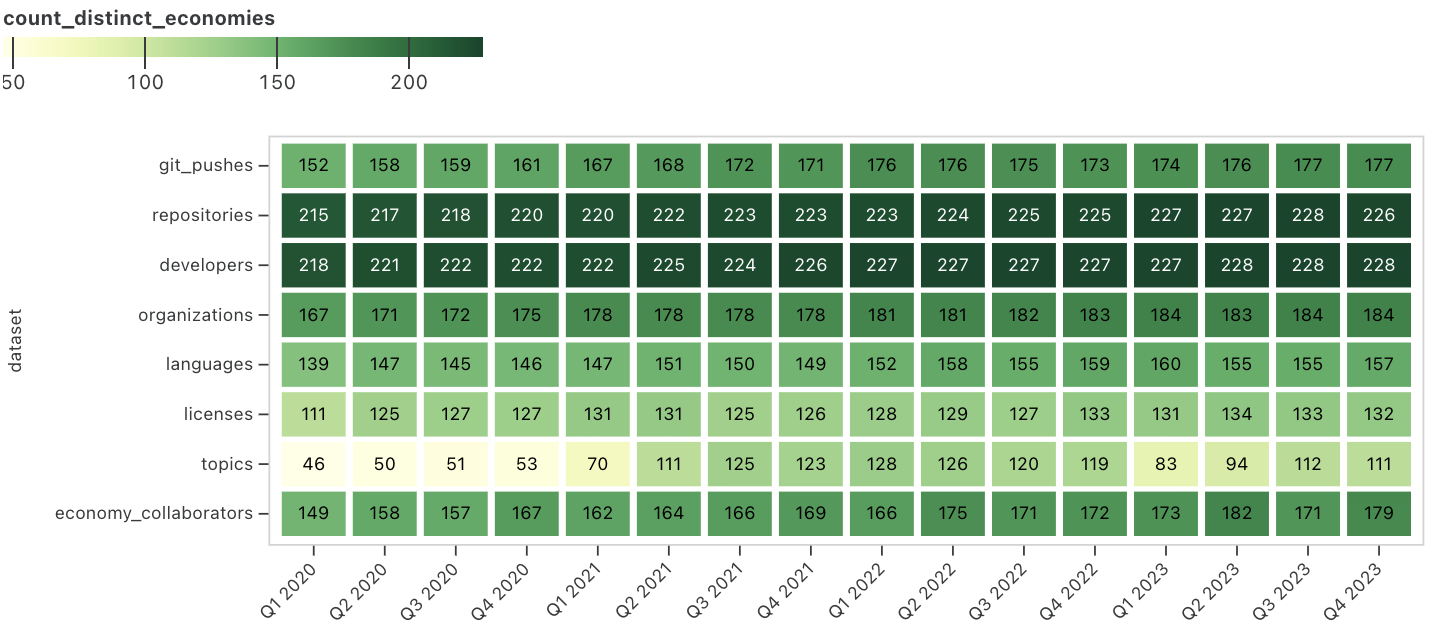 count_distinct_economies
50 100 150 200
dataset
git_pushes 152 158 159 161 167 168 172 171 176 176 175 173 174 176 177 177
repositories 215 217 218 220 220 222 223 223 223 224 225 225 227 227 228 226
developers 218 221 222 222 222 225 224 226 227 227 227 227 227 228 228 228
organizations 167 171 172 175 178 178 178 178 181 181 182 183 184 183 184 184
languages 139 147 145 146 147 151 150 149 152 158 155 159 160 155 155 157
licenses 111 125 127 127 131 131 125 126 128 129 127 133 131 134 133 132
topics 46 50 51 53 70 111 125 123 128 126 120 119 83 94 112 111
economy_collaborators 149 158 157 167 162 164 166 169 166 175 171 172 173 182 171 179
Q1 2020 Q2 2020 Q3 2020 Q4 2020 Q1 2021 Q2 2021 Q3 2021 Q4 2021 Q1 2022 Q2 2022 Q3 2022 Q4 2022 Q1 2023 Q2 2023 Q3 2023 Q4 2023